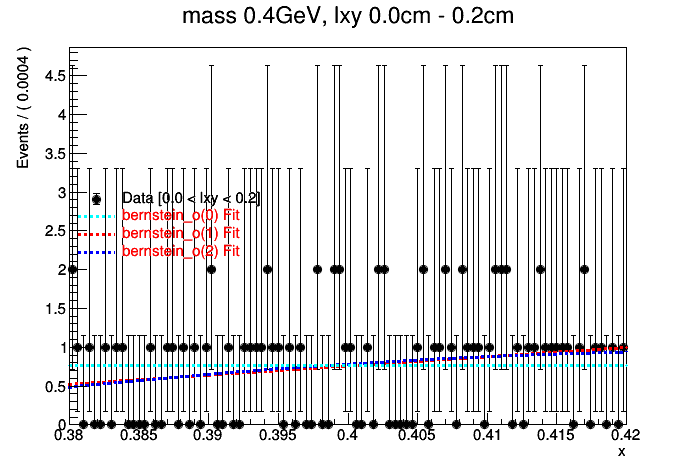 mass 0.4GeV, lxy 0.0cm - 0.2cm
Events / ( 0.0004 )
4.5
4
3.5
3
2.5
2
1.5
1
0.5
0
Data [0.0 < lxy < 0.2]
bernstein_o(0) Fit
bernstein_o(1) Fit
bernstein_o(2) Fit
0.38 0.385 0.39 0.395 0.4 0.405 0.41 0.415 0.42
x